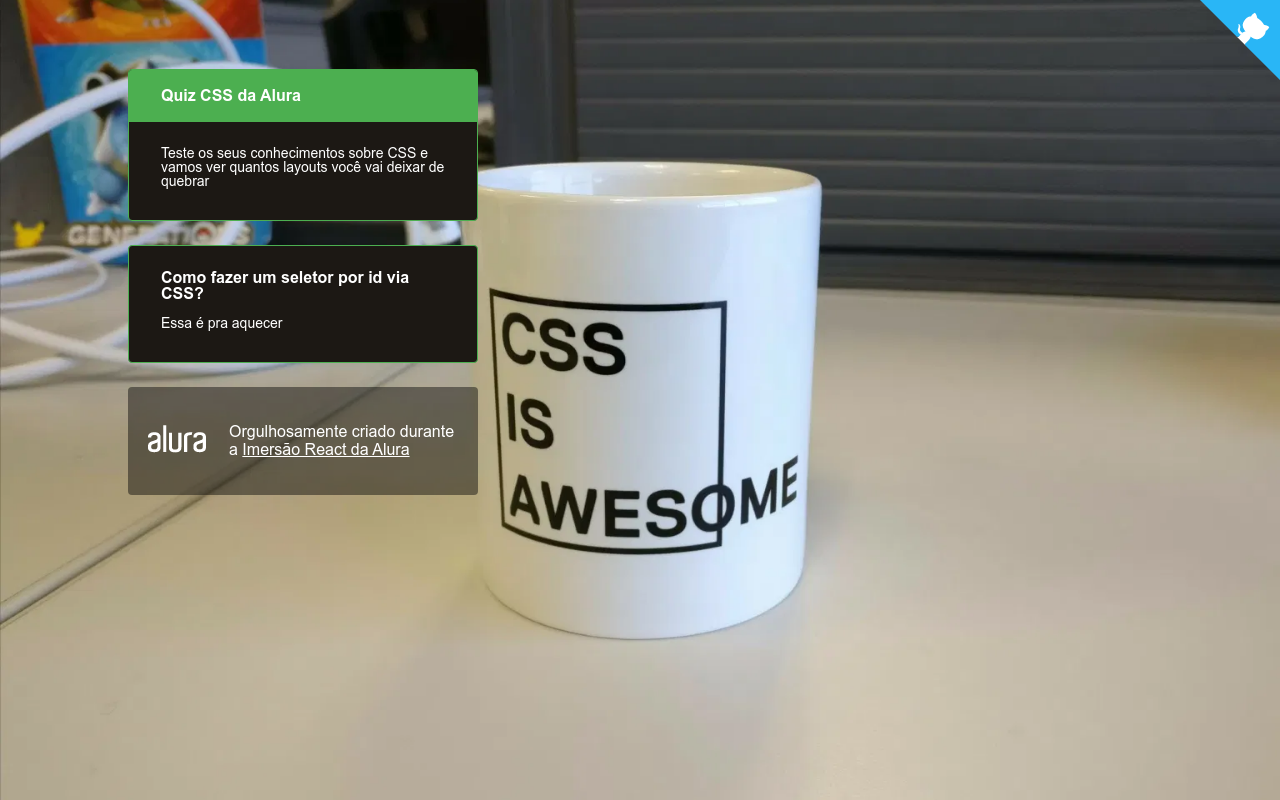 GENERATIONS
Quiz CSS da Alura
Teste os seus conhecimentos sobre CSS e
vamos ver quantos layouts você vai deixar de
quebrar
Como fazer um seletor por id via
CSS?
Essa é pra aquecer
alura
Orgulhosamente criado durante
a Imersão React da Alura
CSS
IS
AWESOME